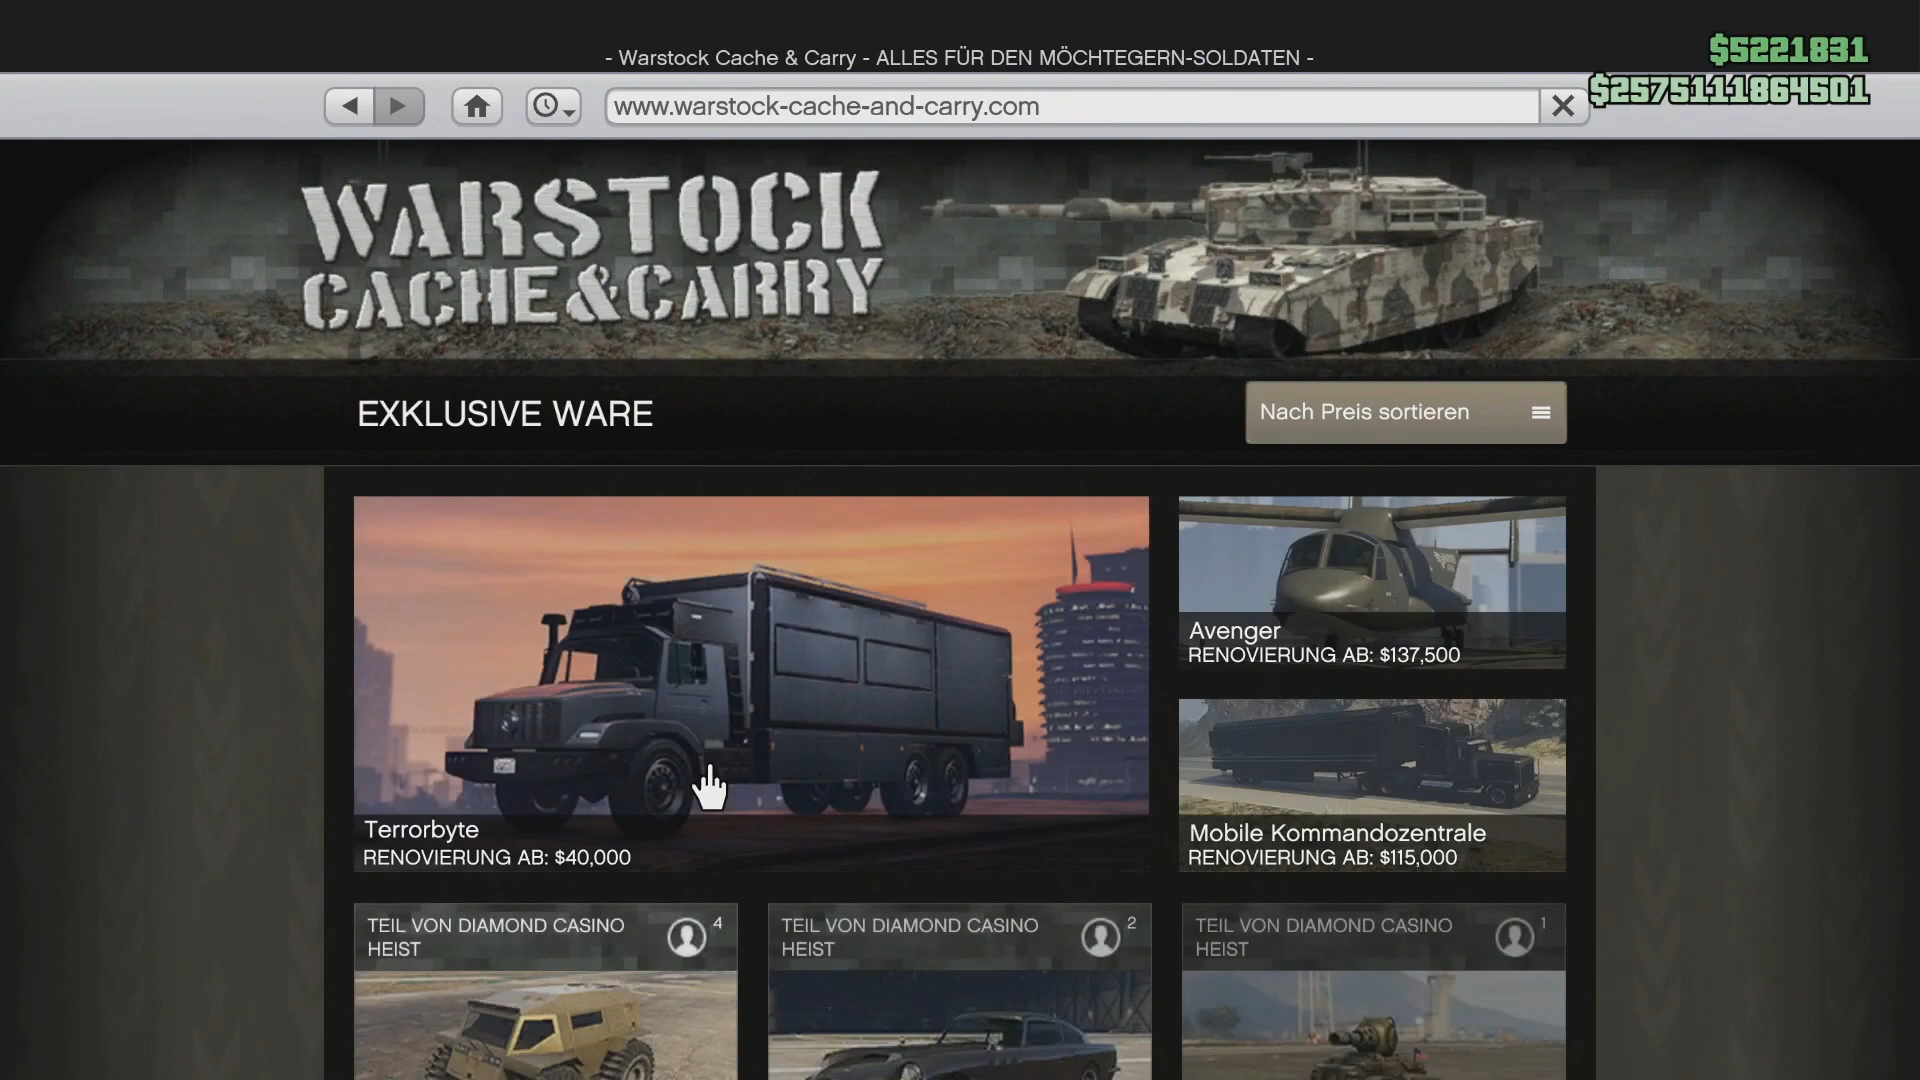 - Warstock Cache & Carry - ALLES FÜR DEN MÖCHTEGERN-SOLDATEN -
$5221831
$2575111864501
www.warstock-cache-and-carry.com
WARSTOCK
CACHE&CARRY
EXKLUSIVE WARE
Nach Preis sortieren
Terrorbyte
RENOVIERUNG AB: $40,000
Avenger
RENOVIERUNG AB: $137,500
Mobile Kommandozentrale
RENOVIERUNG AB: $115,000
TEIL VON DIAMOND CASINO
HEIST
4
TEIL VON DIAMOND CASINO
HEIST
2
TEIL VON DIAMOND CASINO
HEIST
1